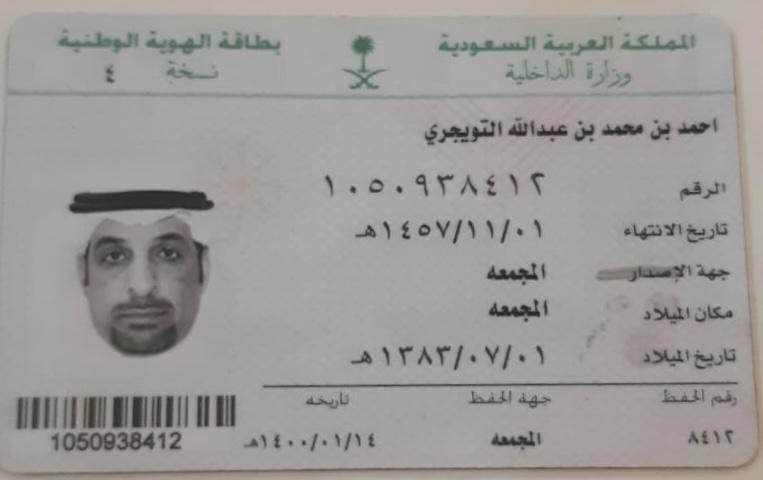 المملكة العربية السعودية
وزارة الداخلية
بطاقة الهوية الوطنية
نسخة ٤
احمد بن محمد بن عبدالله التويجري
الرقم ١٠٥٠٩٣٨٤١٢
تاريخ الانتهاء ١٤٥٧/١١/٠١هـ
جهة الإصدار المجمعه
مكان الميلاد المجمعه
تاريخ الميلاد ١٣٨٣/٠٧/٠١هـ
رقم الحفظ جهة الحفظ تاريخه
٨٤١٢ المجمعه ١٤٠٠/٠١/١٤هـ
1050938412